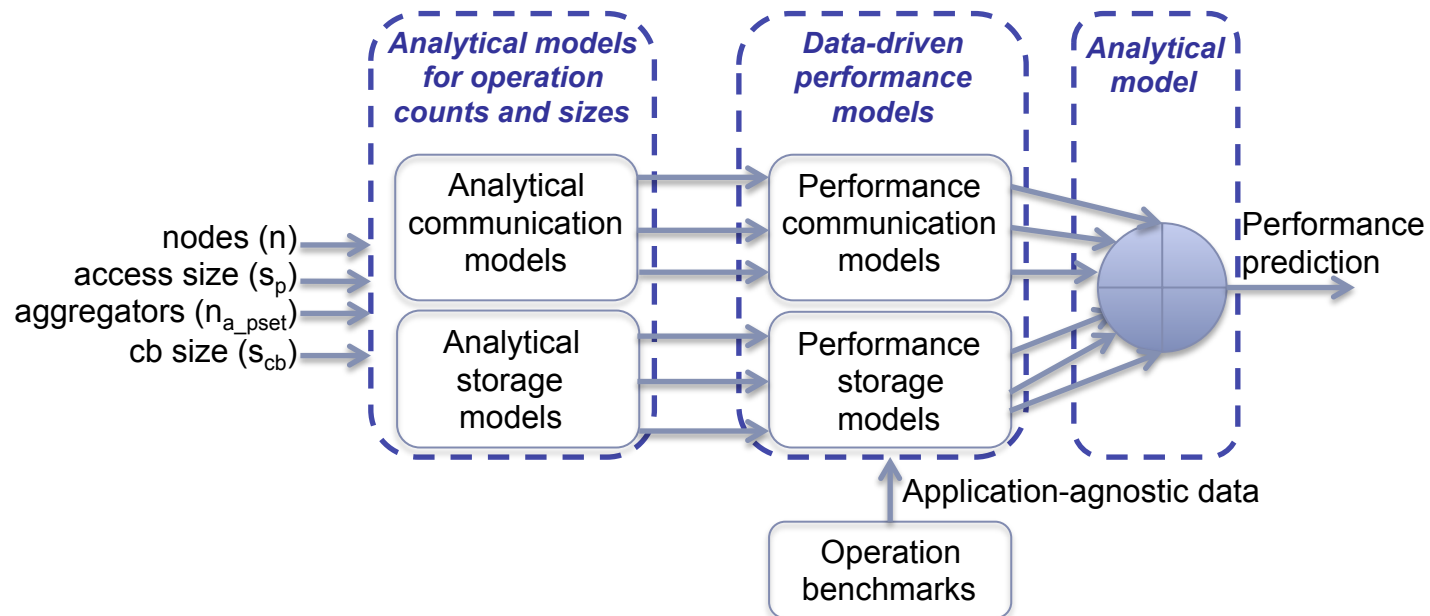 Analytical models
for operation
counts and sizes
Data-driven
performance
models
Analytical
model
nodes (n)
access size (sp)
aggregators (na_pset)
cb size (scb)
Analytical
communication
models
Analytical
storage
models
Performance
communication
models
Performance
storage
models
Performance
prediction
Application-agnostic data
Operation
benchmarks